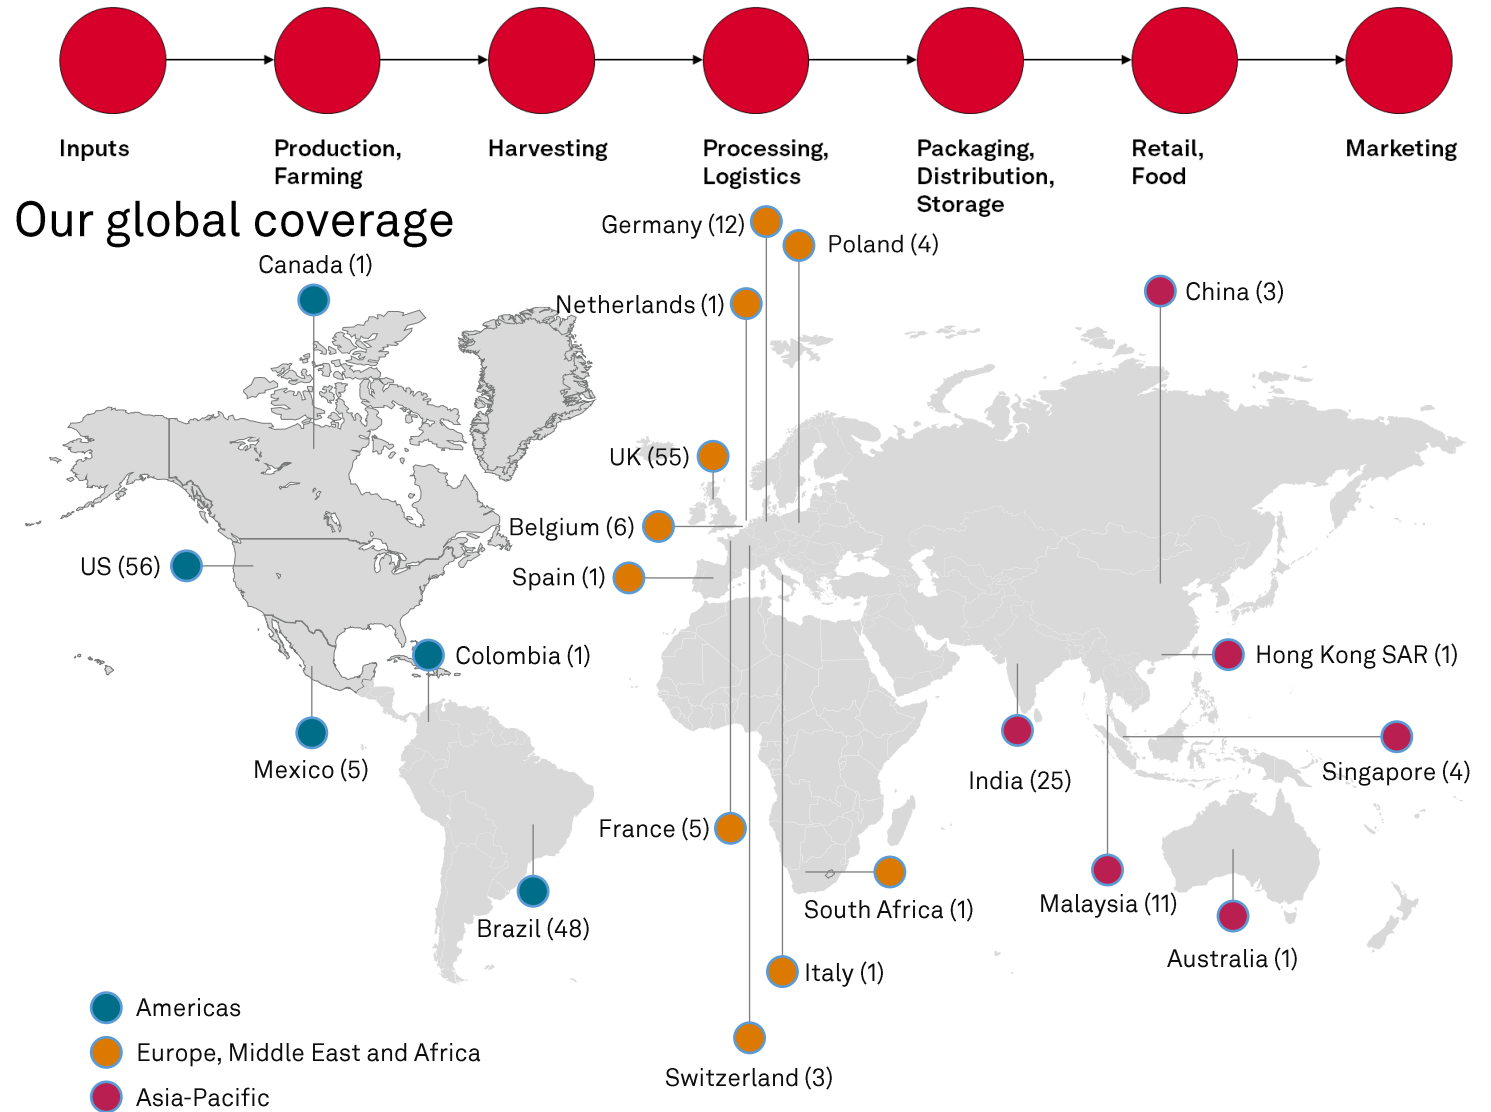 Inputs
Production,
Farming
Harvesting
Processing,
Logistics
Packaging,
Distribution,
Storage
Retail,
Food
Marketing
Our global coverage
Canada (1)
Germany (12)
Poland (4)
Netherlands (1)
China (3)
UK (55)
Belgium (6)
US (56)
Spain (1)
Colombia (1)
Hong Kong SAR (1)
Mexico (5)
India (25)
Singapore (4)
France (5)
South Africa (1)
Malaysia (11)
Brazil (48)
Australia (1)
Italy (1)
Switzerland (3)
Americas
Europe, Middle East and Africa
Asia-Pacific